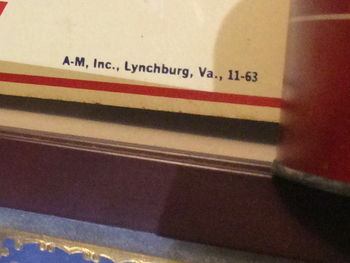 A-M, Inc., Lynchburg, Va., 11-63